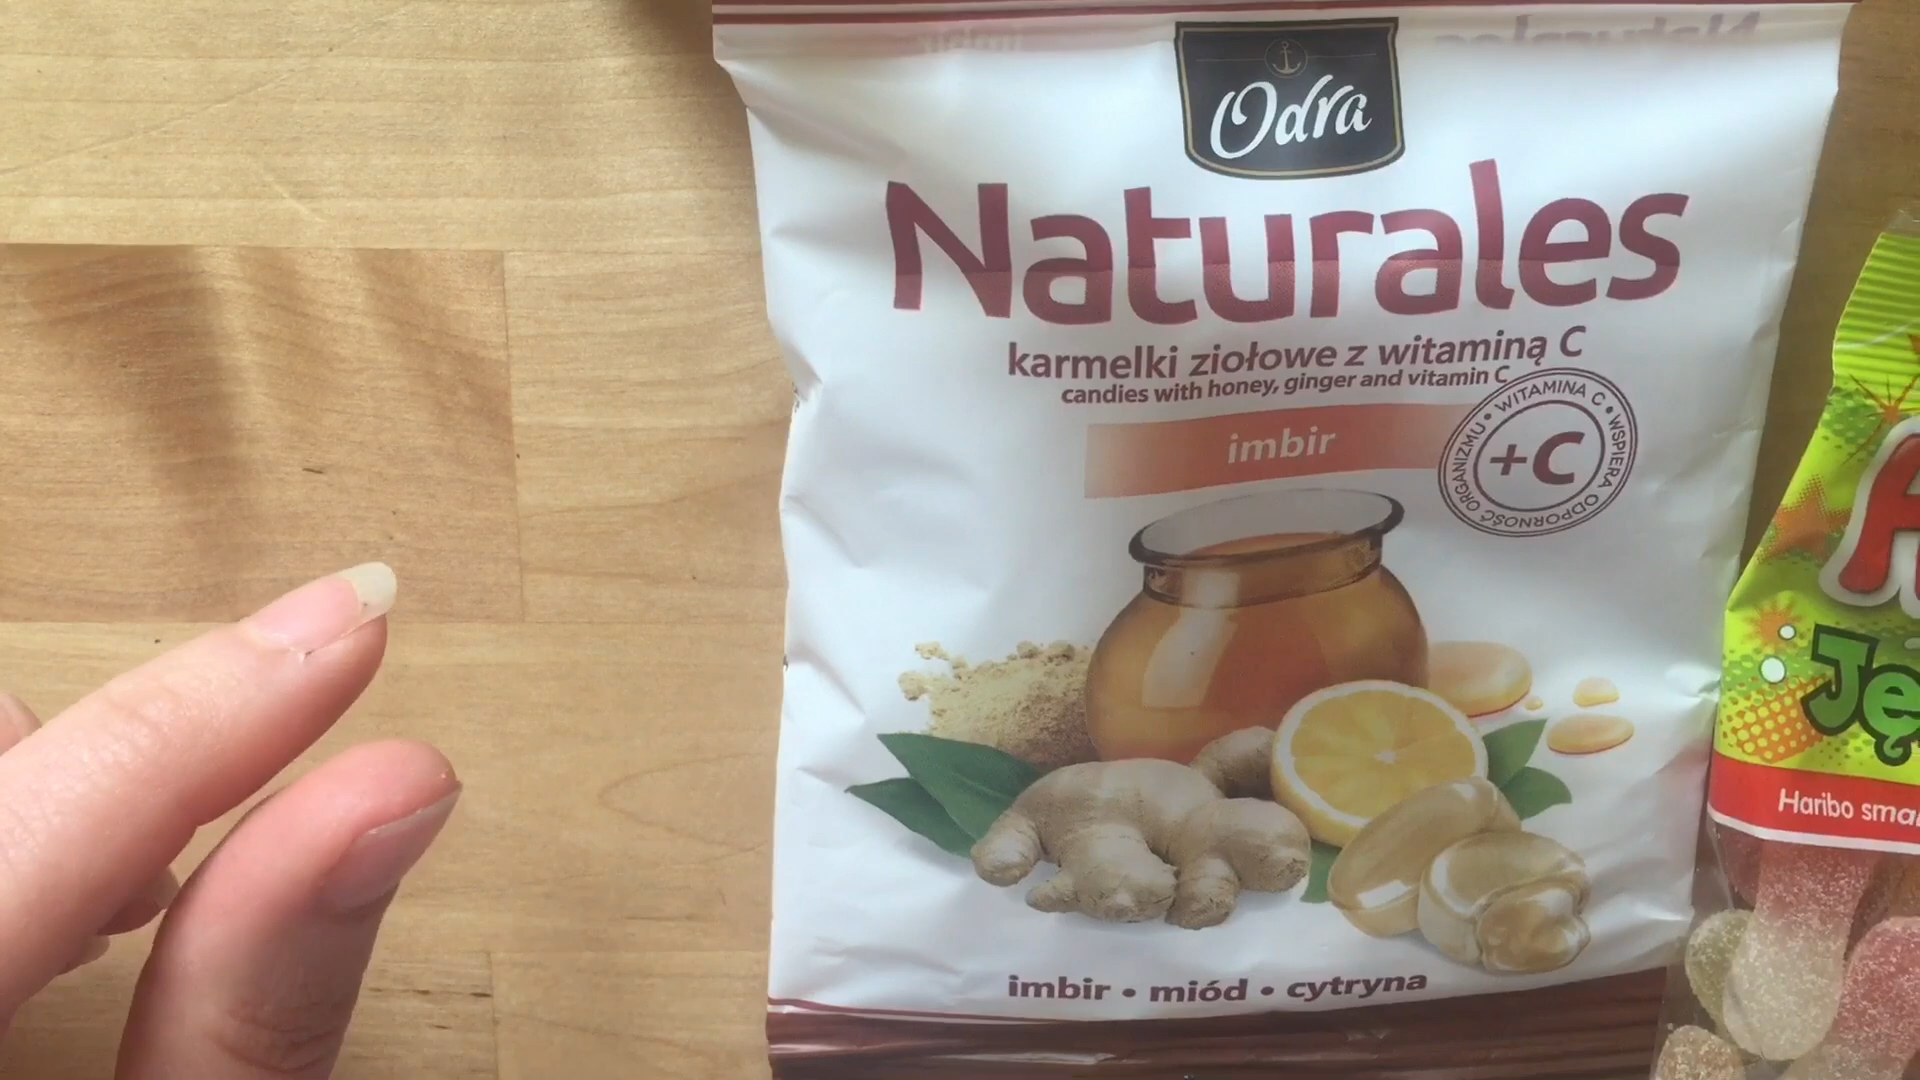 Odra
Naturales
karmelki ziołowe z witaminą C
candies with honey, ginger and vitamin C
imbir
WITAMINA C • WSPIERA ODPORNOŚĆ ORGANIZMU •
+C
imbir • miód • cytryna
Haribo